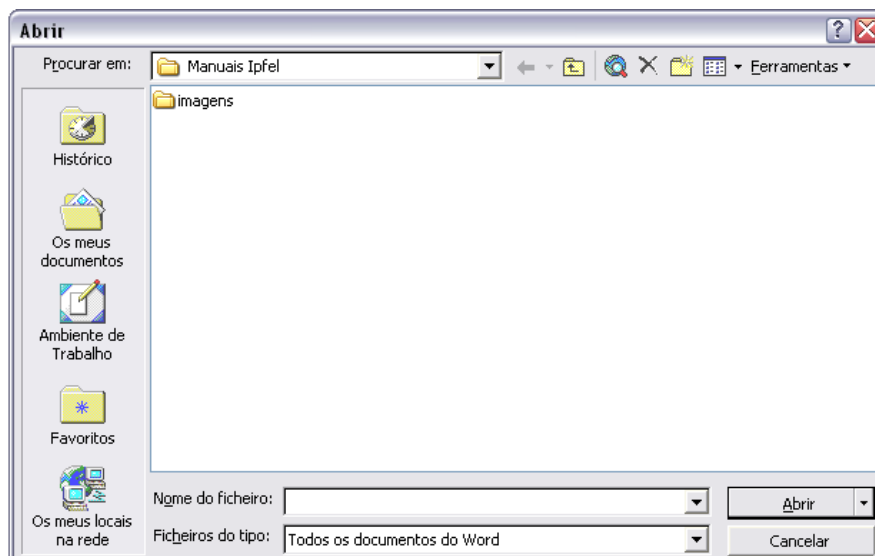 Abrir
Procurar em:
Manuais Ipfel
Ferramentas
imagens
Histórico
Os meus
documentos
Ambiente de
Trabalho
Favoritos
Os meus locais
na rede
Nome do ficheiro:
Abrir
Ficheiros do tipo:
Todos os documentos do Word
Cancelar